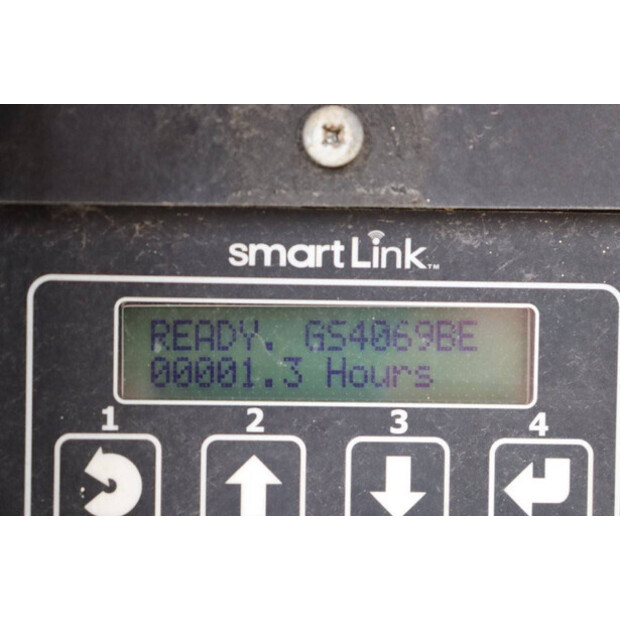 smartLink™
READY. GS4069BE
00001.3 Hours
1 2 3 4